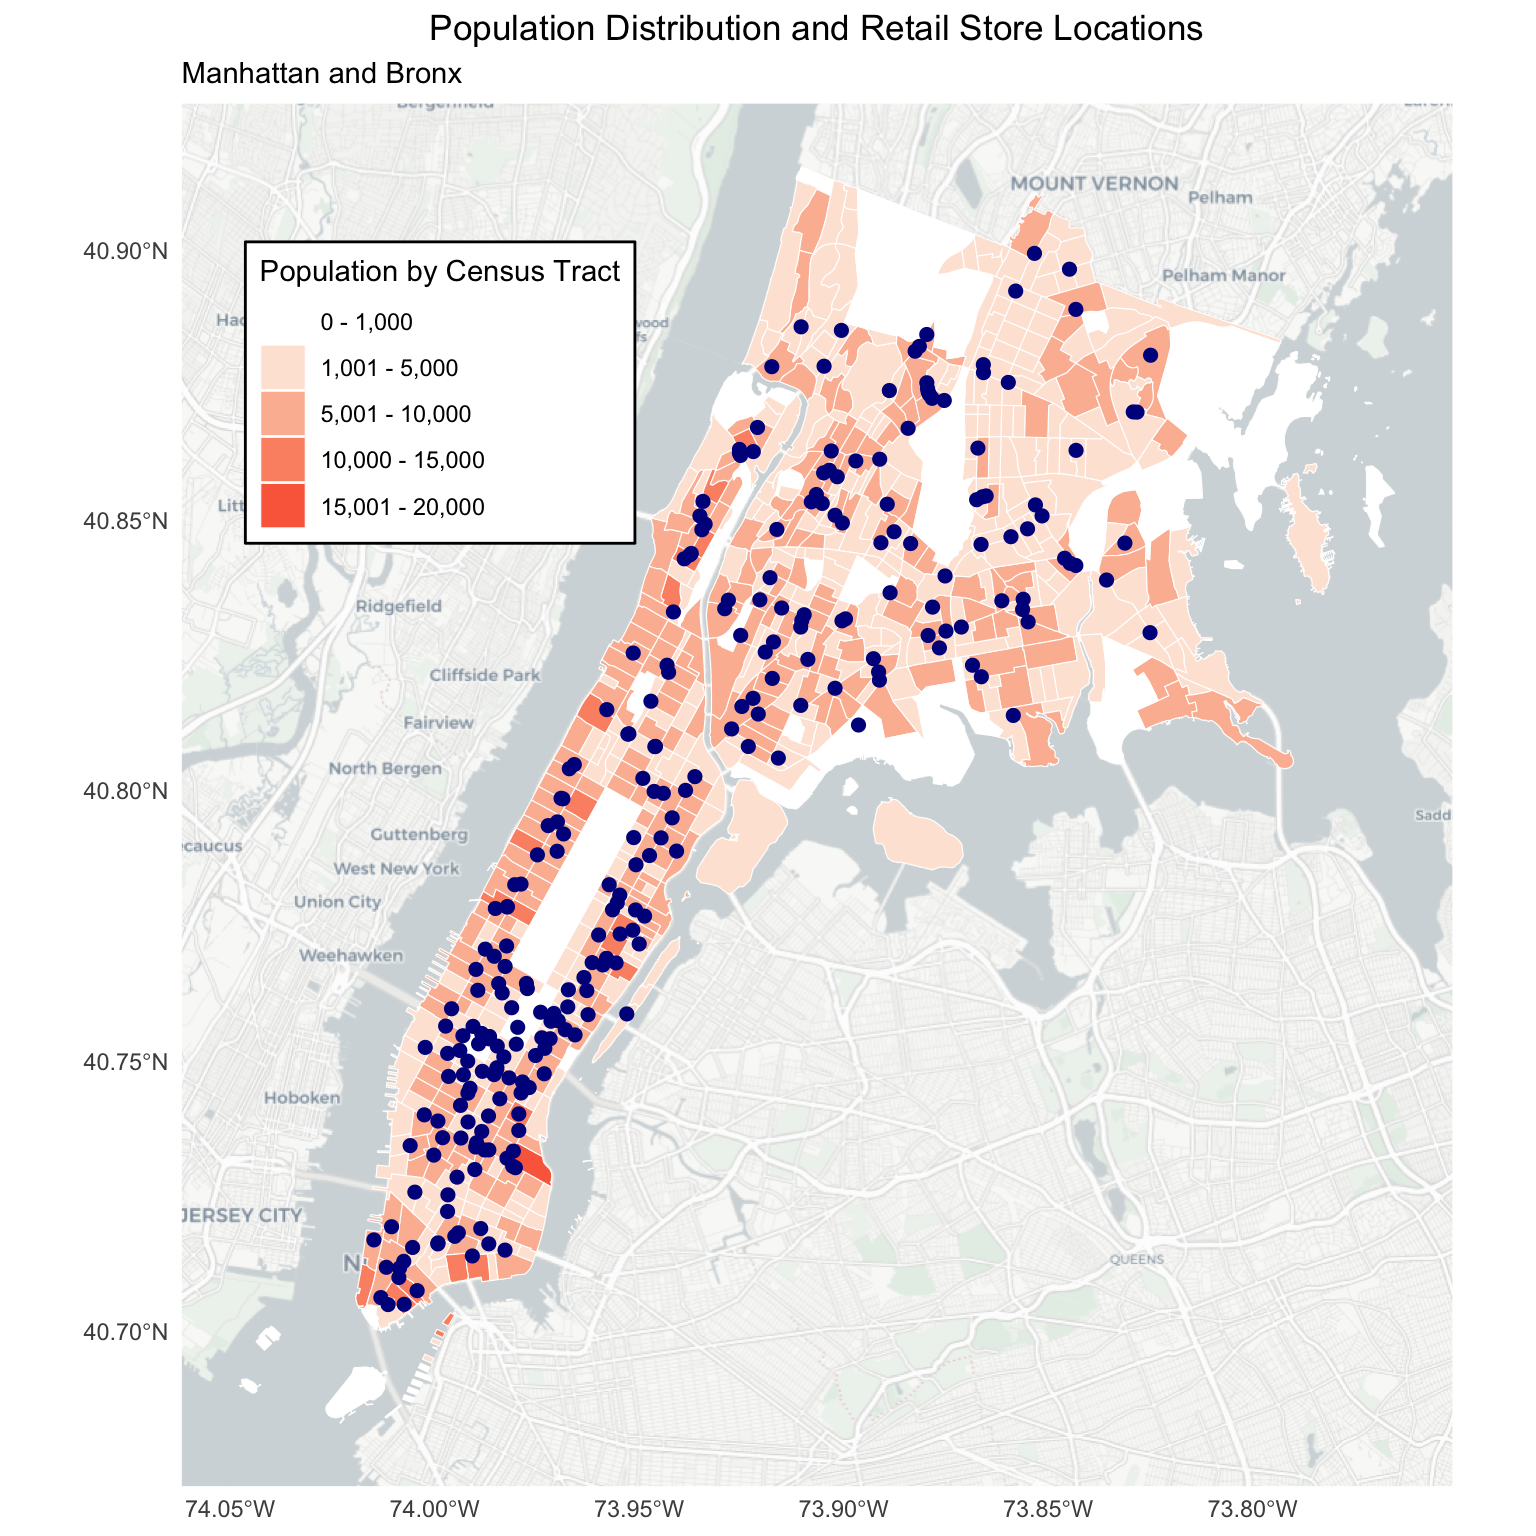 Population Distribution and Retail Store Locations
Manhattan and Bronx
Bergenfield
MOUNT VERNON
Pelham
Pelham Manor
40.90°N
Population by Census Tract
0 - 1,000
1,001 - 5,000
5,001 - 10,000
10,000 - 15,000
15,001 - 20,000
40.85°N
Ridgefield
Cliffside Park
Fairview
North Bergen
40.80°N
Guttenberg
ecaucus
West New York
Union City
Weehawken
40.75°N
Hoboken
JERSEY CITY
QUEENS
40.70°N
74.05°W
74.00°W
73.95°W
73.90°W
73.85°W
73.80°W